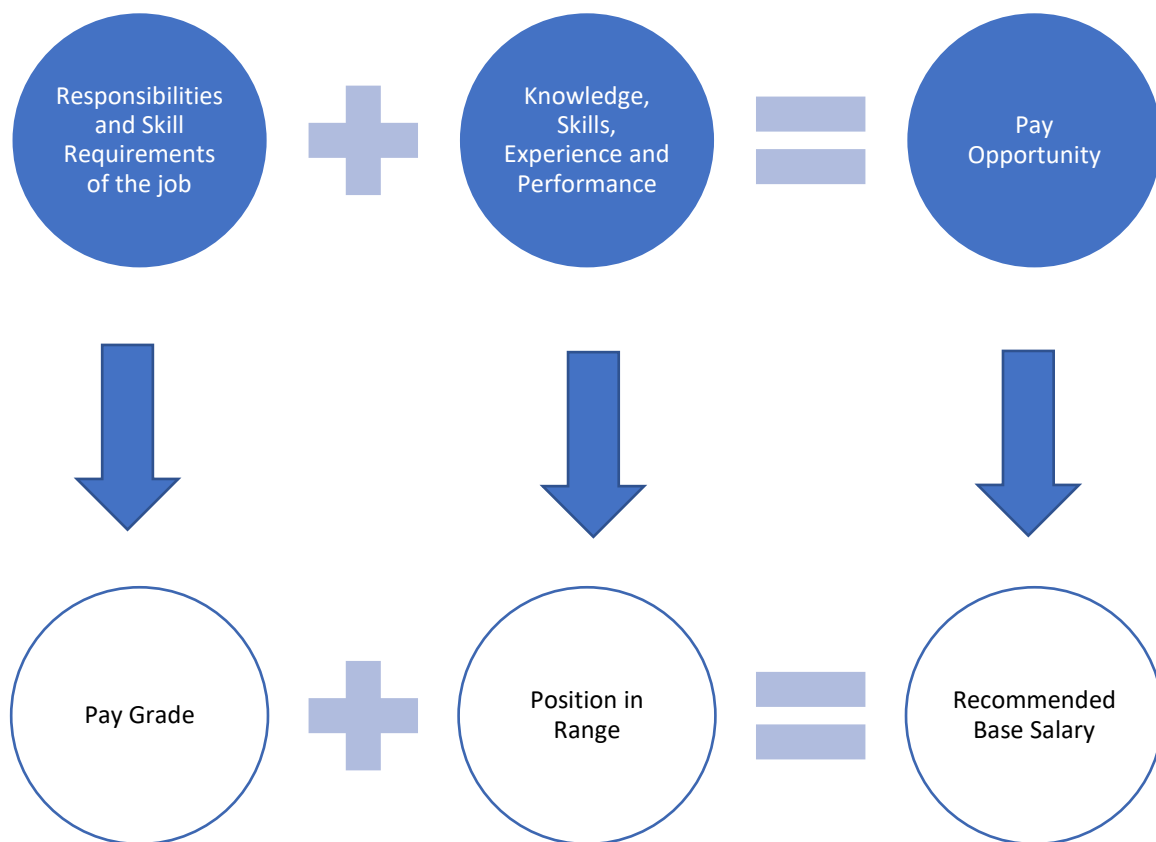 Responsibilities
and Skill
Requirements
of the job
Knowledge,
Skills,
Experience and
Performance
Pay
Opportunity
Pay Grade
Position in
Range
Recommended
Base Salary